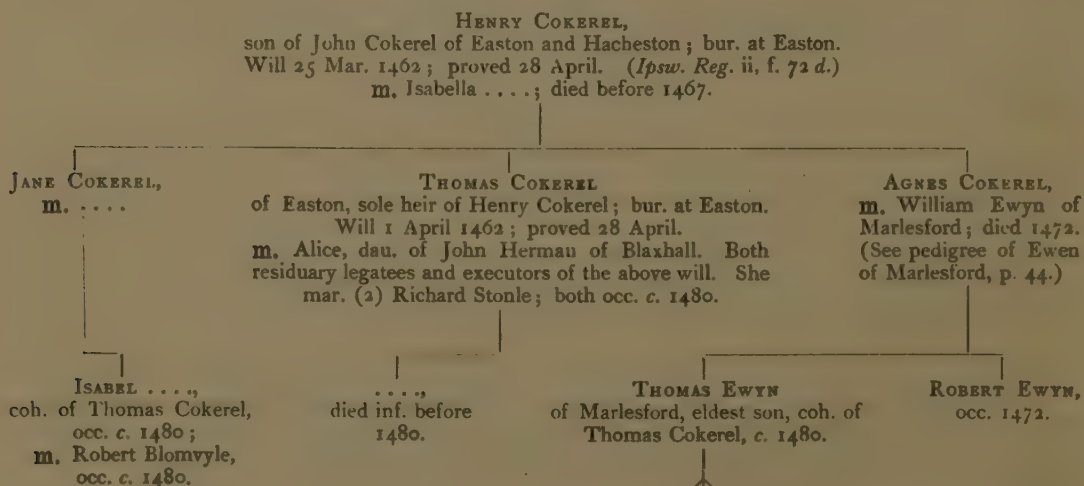 HENRY COKEREL,
son of John Cokerel of Easton and Hacheston; bur. at Easton.
Will 25 Mar. 1462; proved 28 April. (Ipsw. Reg. ii, f. 72 d.)
m. Isabella ....; died before 1467.
JANE COKEREL,
m. ....
THOMAS COKEREL
of Easton, sole heir of Henry Cokerel; bur. at Easton.
Will 1 April 1462; proved 28 April.
m. Alice, dau. of John Herman of Blaxhall. Both
residuary legatees and executors of the above will. She
mar. (2) Richard Stonle; both occ. c. 1480.
AGNES COKEREL,
m. William Ewyn of
Marlesford; died 1472.
(See pedigree of Ewen
of Marlesford, p. 44.)
ISABEL ....,
coh. of Thomas Cokerel,
occ. c. 1480;
m. Robert Blomvyle,
occ. c. 1480.
....,
died inf. before
1480.
THOMAS EWYN
of Marlesford, eldest son, coh. of
Thomas Cokerel, c. 1480.
ROBERT EWYN,
occ. 1472.